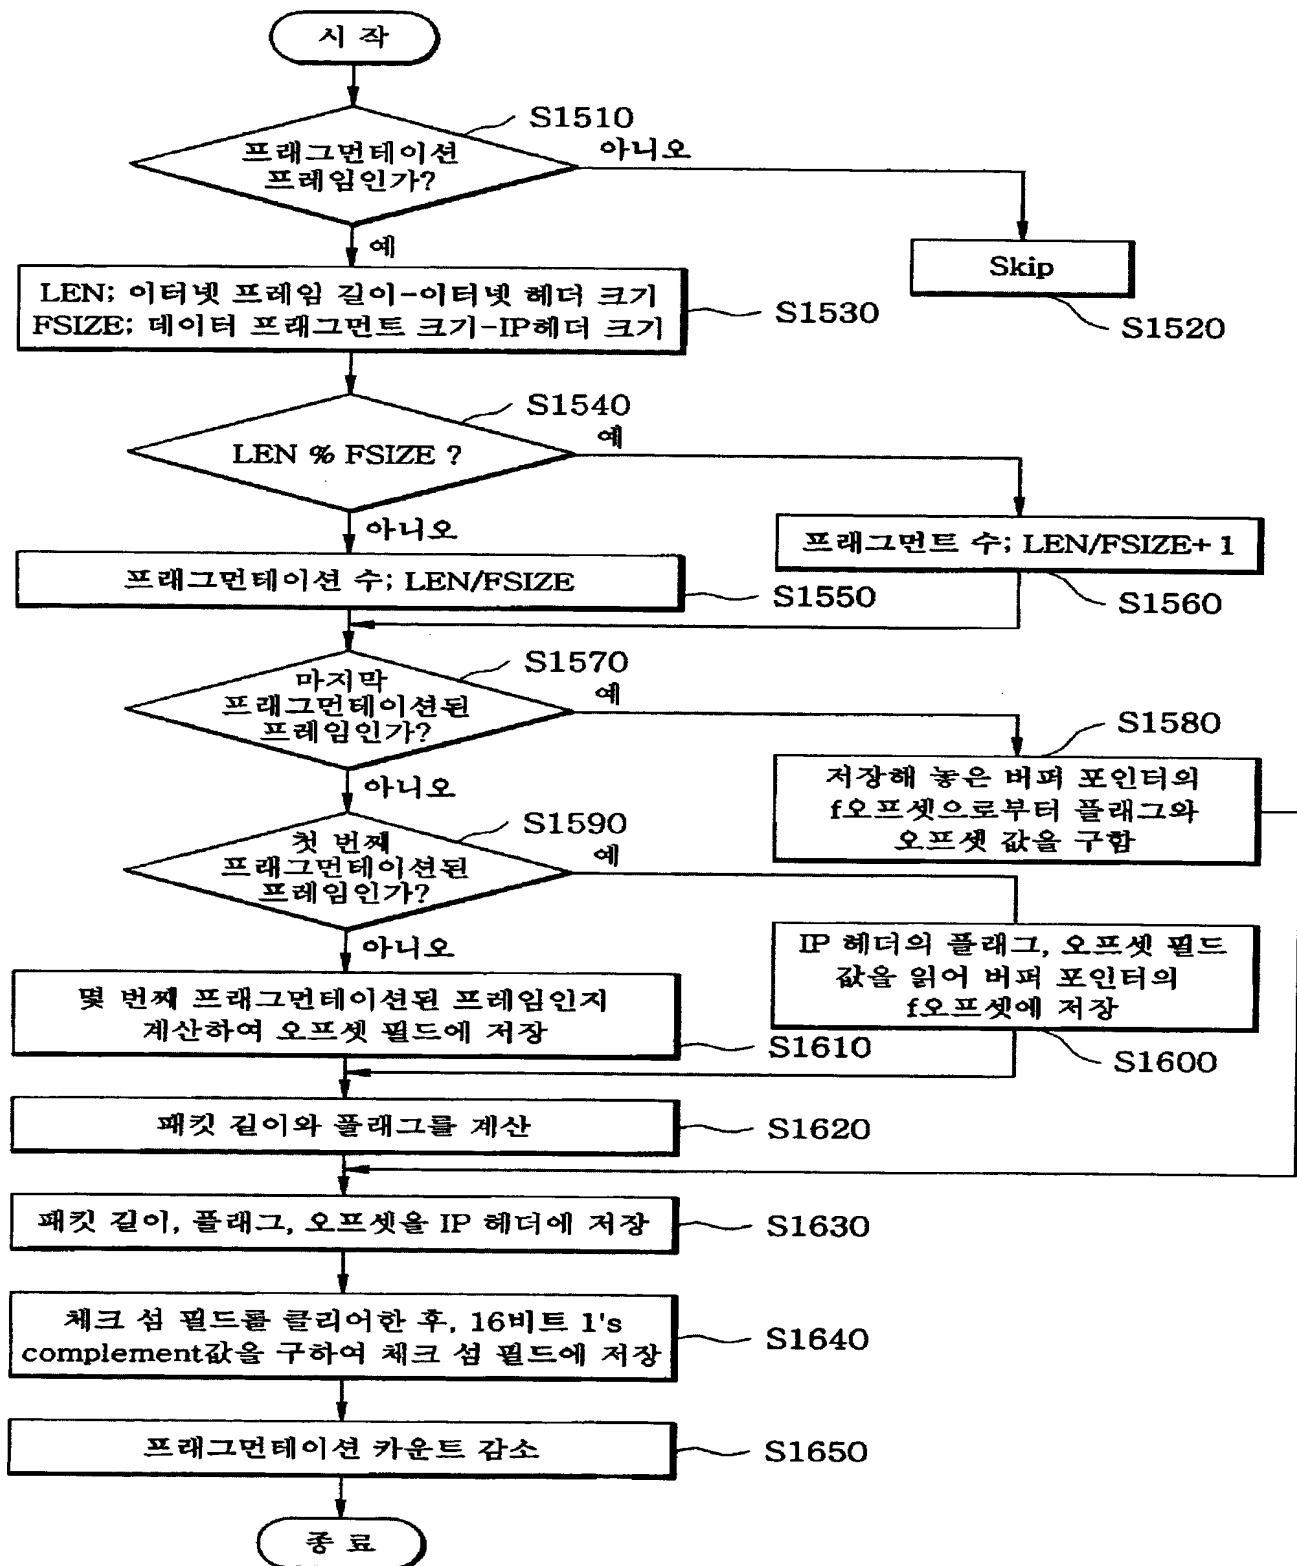 시 작
S1510
프래그먼테이션
프레임인가?
아니오
예
Skip
S1520
LEN; 이터넷 프레임 길이-이터넷 헤더 크기
FSIZE; 데이터 프래그먼트 크기-IP헤더 크기
S1530
S1540
LEN % FSIZE ?
예
아니오
프래그먼트 수; LEN/FSIZE+1
S1560
프래그먼테이션 수; LEN/FSIZE
S1550
S1570
마지막
프래그먼테이션된
프레임인가?
예
아니오
S1580
저장해 놓은 버퍼 포인터의
f오프셋으로부터 플래그와
오프셋 값을 구함
S1590
첫 번째
프래그먼테이션된
프레임인가?
예
아니오
IP 헤더의 플래그, 오프셋 필드
값을 읽어 버퍼 포인터의
f오프셋에 저장
S1600
몇 번째 프래그먼테이션된 프레임인지
계산하여 오프셋 필드에 저장
S1610
패킷 길이와 플래그를 계산
S1620
패킷 길이, 플래그, 오프셋을 IP 헤더에 저장
S1630
체크 섬 필드를 클리어한 후, 16비트 1's
complement값을 구하여 체크 섬 필드에 저장
S1640
프래그먼테이션 카운트 감소
S1650
종 료